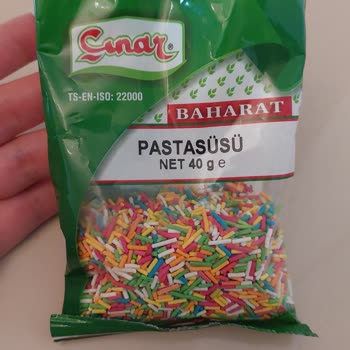 Çınar
TS-EN-ISO: 22000
BAHARAT
PASTASÜSÜ
NET 40 g e